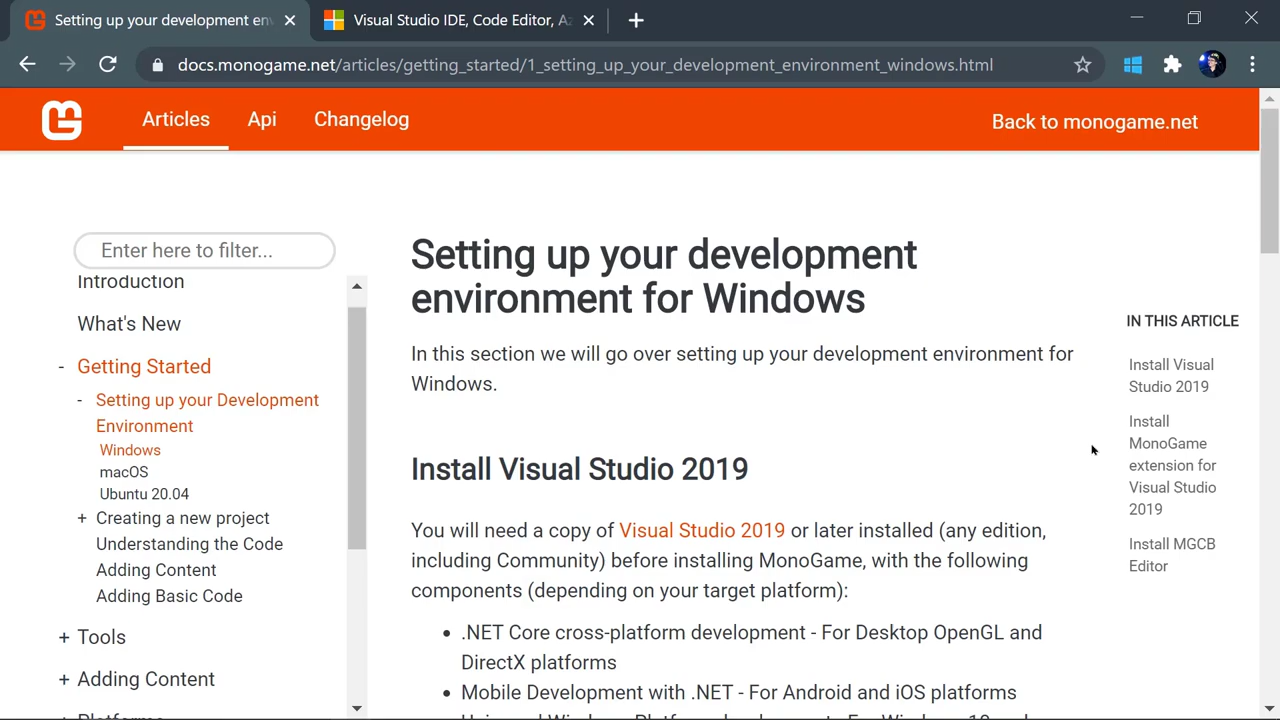 Setting up your development en
Visual Studio IDE, Code Editor, Az
docs.monogame.net/articles/getting_started/1_setting_up_your_development_environment_windows.html
Articles
Api
Changelog
Back to monogame.net
Enter here to filter...
Introduction
What's New
- Getting Started
- Setting up your Development
Environment
Windows
macOS
Ubuntu 20.04
+ Creating a new project
Understanding the Code
Adding Content
Adding Basic Code
+ Tools
+ Adding Content
Platforms
Setting up your development
environment for Windows
In this section we will go over setting up your development environment for
Windows.
Install Visual Studio 2019
You will need a copy of Visual Studio 2019 or later installed (any edition,
including Community) before installing MonoGame, with the following
components (depending on your target platform):
• .NET Core cross-platform development - For Desktop OpenGL and
DirectX platforms
• Mobile Development with .NET - For Android and iOS platforms
IN THIS ARTICLE
Install Visual
Studio 2019
Install
MonoGame
extension for
Visual Studio
2019
Install MGCB
Editor